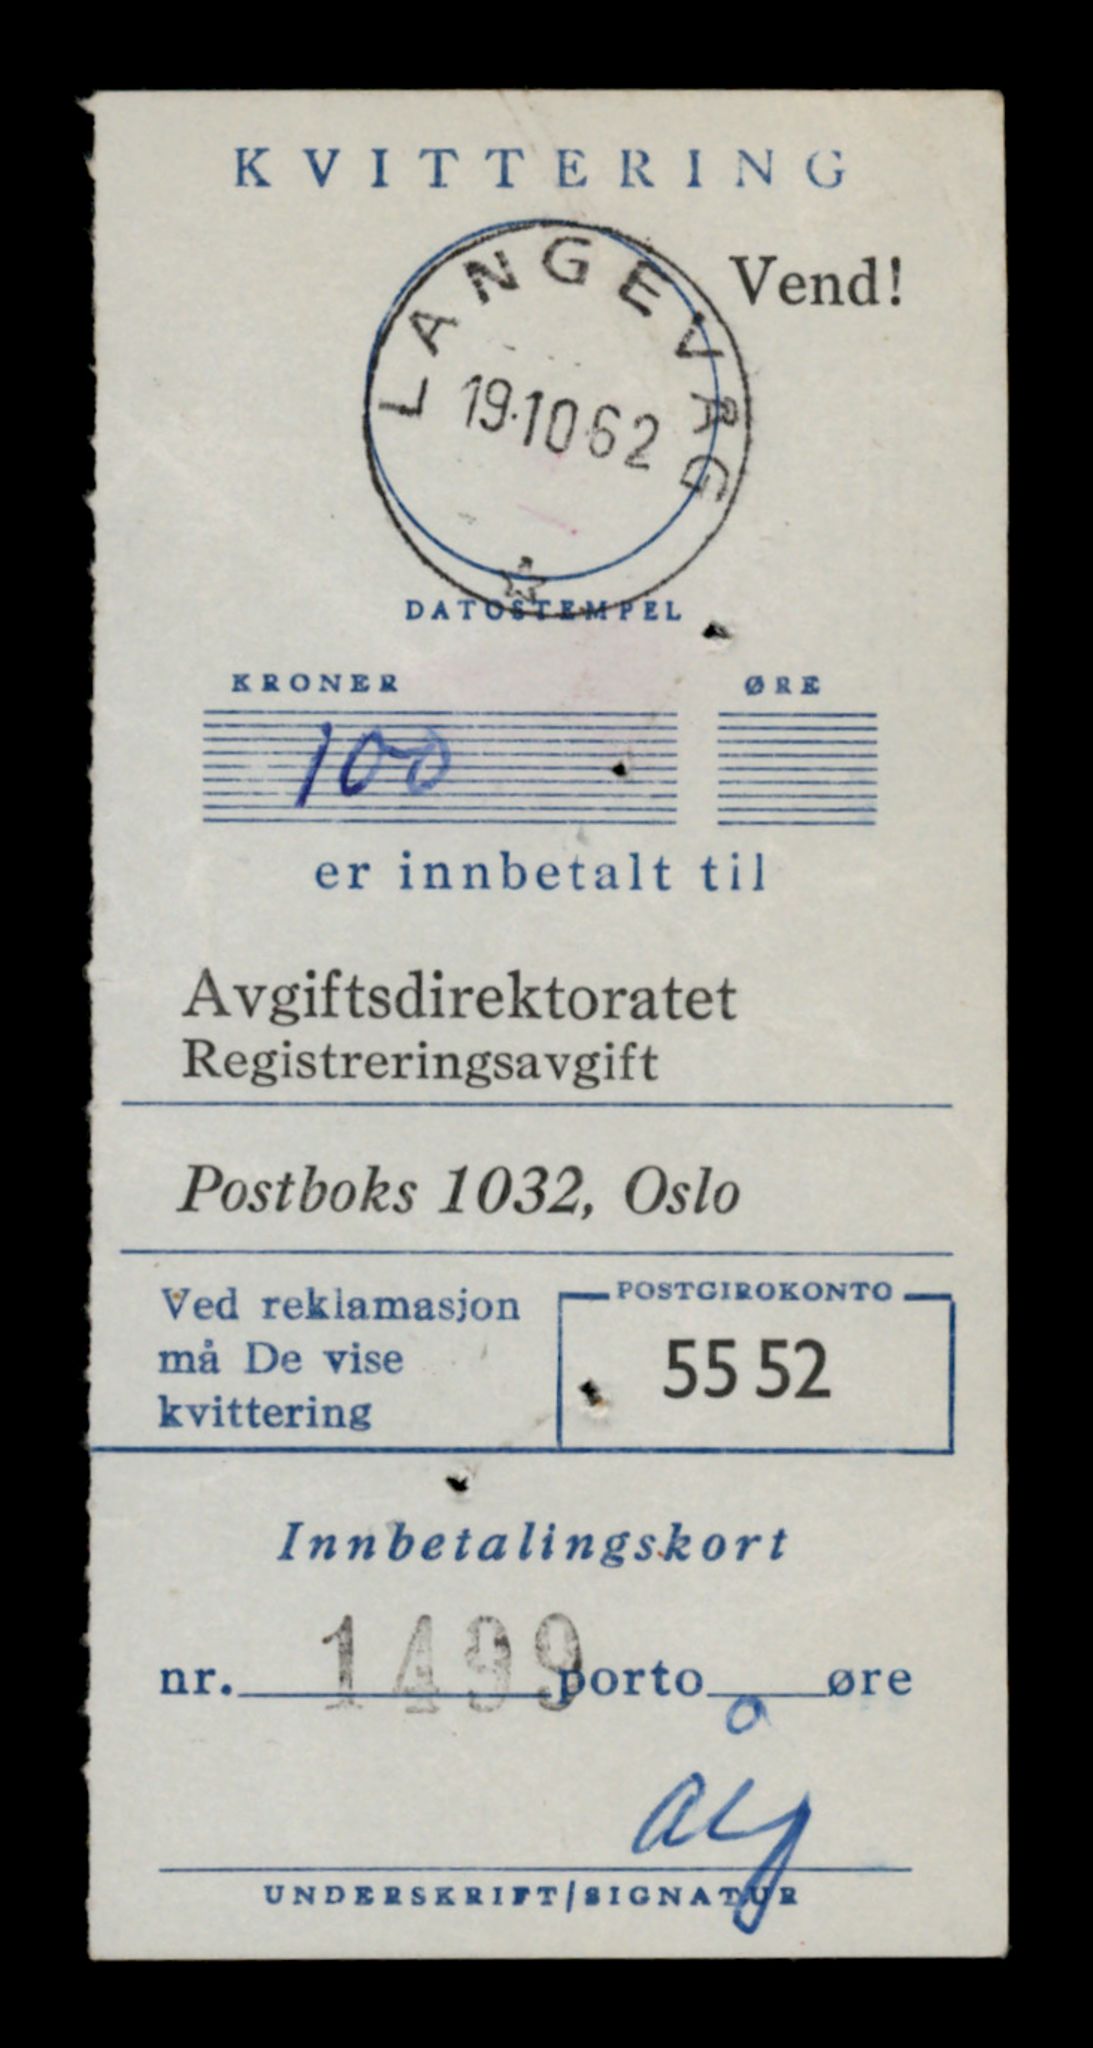 KVITTERING
Vend!
LANGEVÅG
19.10.62
DATOSTEMPEL
KRONER ØRE
100
er innbetalt til
Avgiftsdirektoratet
Registreringsavgift
Postboks 1032, Oslo
Ved reklamasjon
må De vise
kvittering
POSTGIROKONTO
55 52
Innbetalingskort
nr. 1499 porto øre
UNDERSKRIFT/SIGNATUR